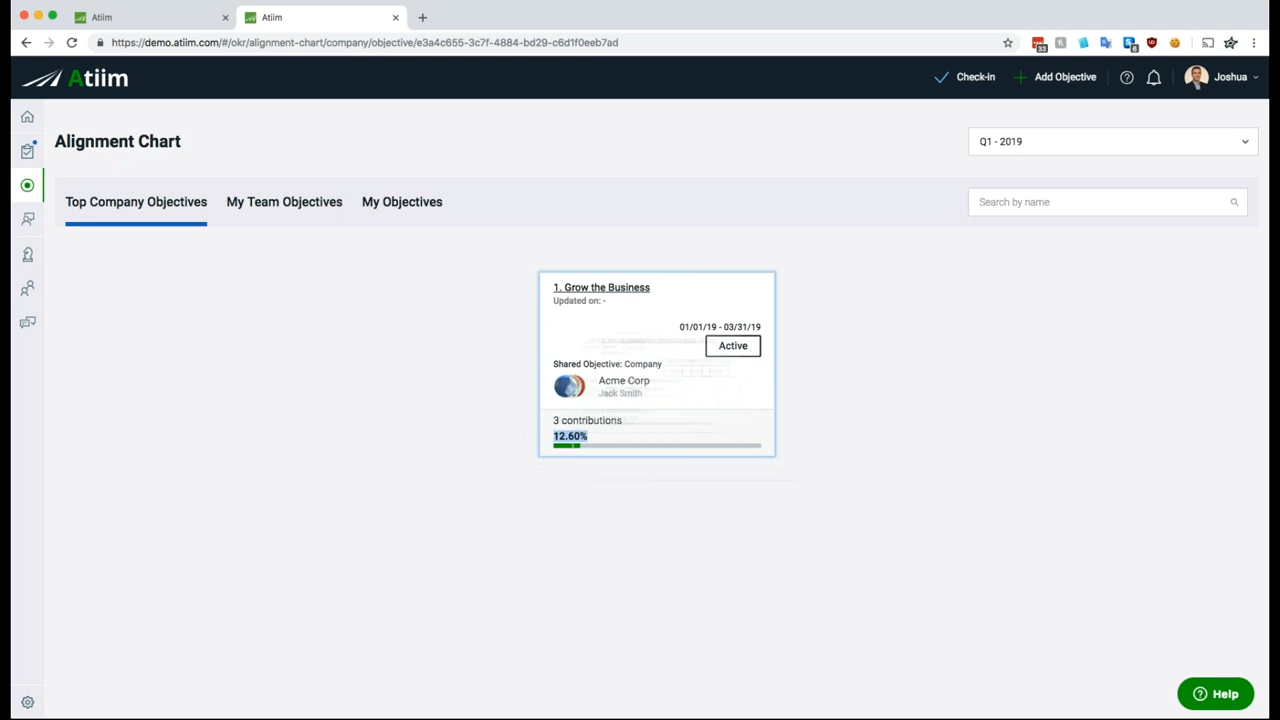 Atiim
Atiim
https://demo.atiim.com/#/okr/alignment-chart/company/objective/e3a4c655-3c7f-4884-bd29-c6d1f0eeb7ad
33
6
Atiim
Check-in
Add Objective
Joshua
Alignment Chart
Q1 - 2019
Top Company Objectives
My Team Objectives
My Objectives
Search by name
1. Grow the Business
Updated on: -
01/01/19 - 03/31/19
Active
Shared Objective: Company
Acme Corp
Jack Smith
3 contributions
12.60%
Help